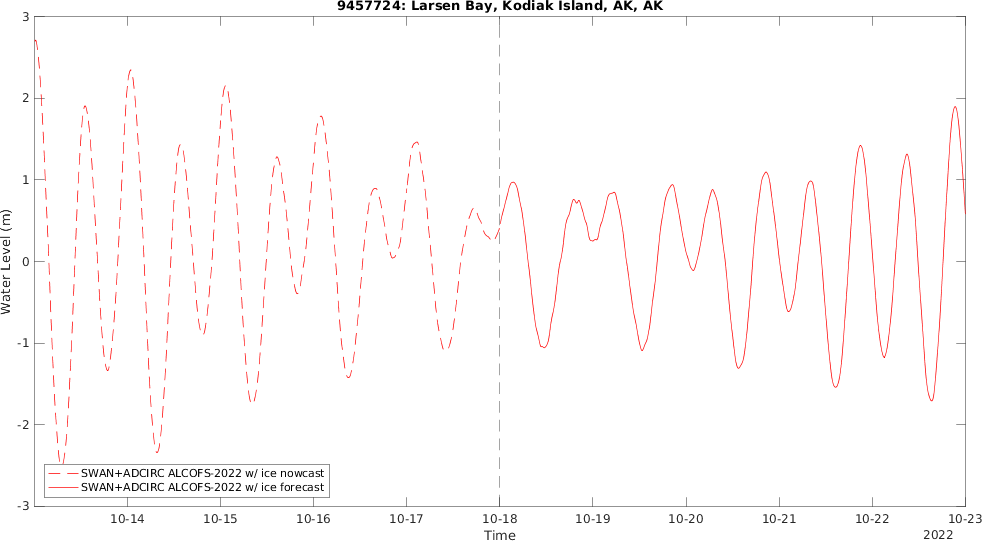 9457724: Larsen Bay, Kodiak Island, AK, AK
Water Level (m)
3
2
1
0
-1
-2
-3
SWAN+ADCIRC ALCOFS-2022 w/ ice nowcast
SWAN+ADCIRC ALCOFS-2022 w/ ice forecast
10-14 10-15 10-16 10-17 10-18 10-19 10-20 10-21 10-22 10-23
Time
2022